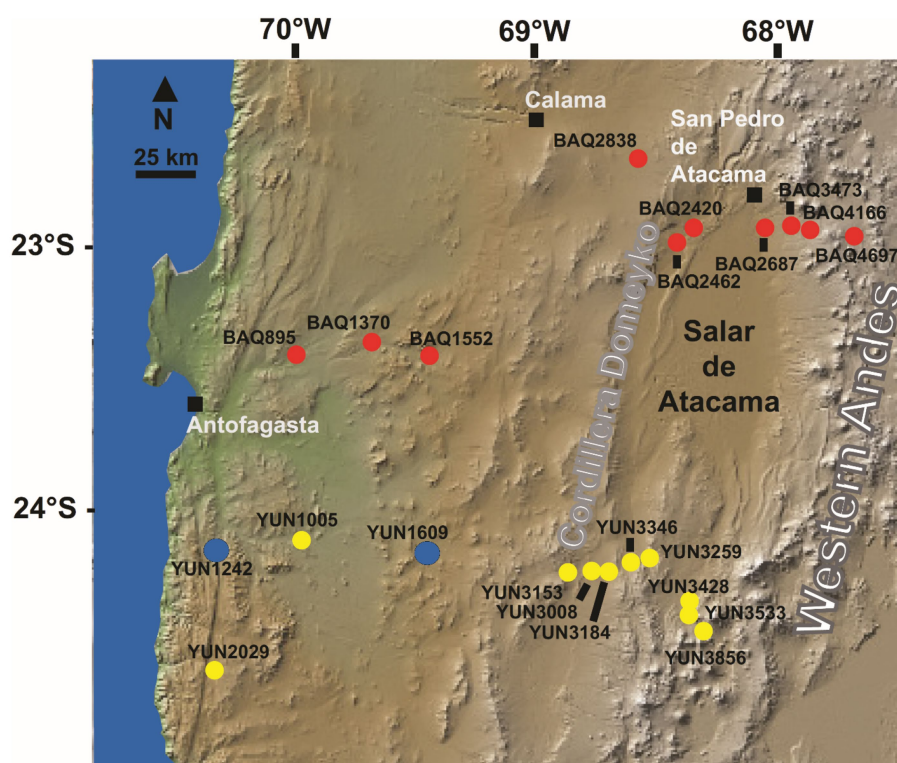 70°W
69°W
68°W
N
25 km
Calama
San Pedro
de
Atacama
BAQ2838
BAQ3473
BAQ2420
BAQ4166
23°S
BAQ2687
BAQ4697
BAQ2462
BAQ895
BAQ1370
BAQ1552
Salar
de
Atacama
Antofagasta
Cordillera Domeyko
Western Andes
24°S
YUN1005
YUN1609
YUN3346
YUN1242
YUN3259
YUN3153
YUN3008
YUN3184
YUN3428
YUN3533
YUN3856
YUN2029